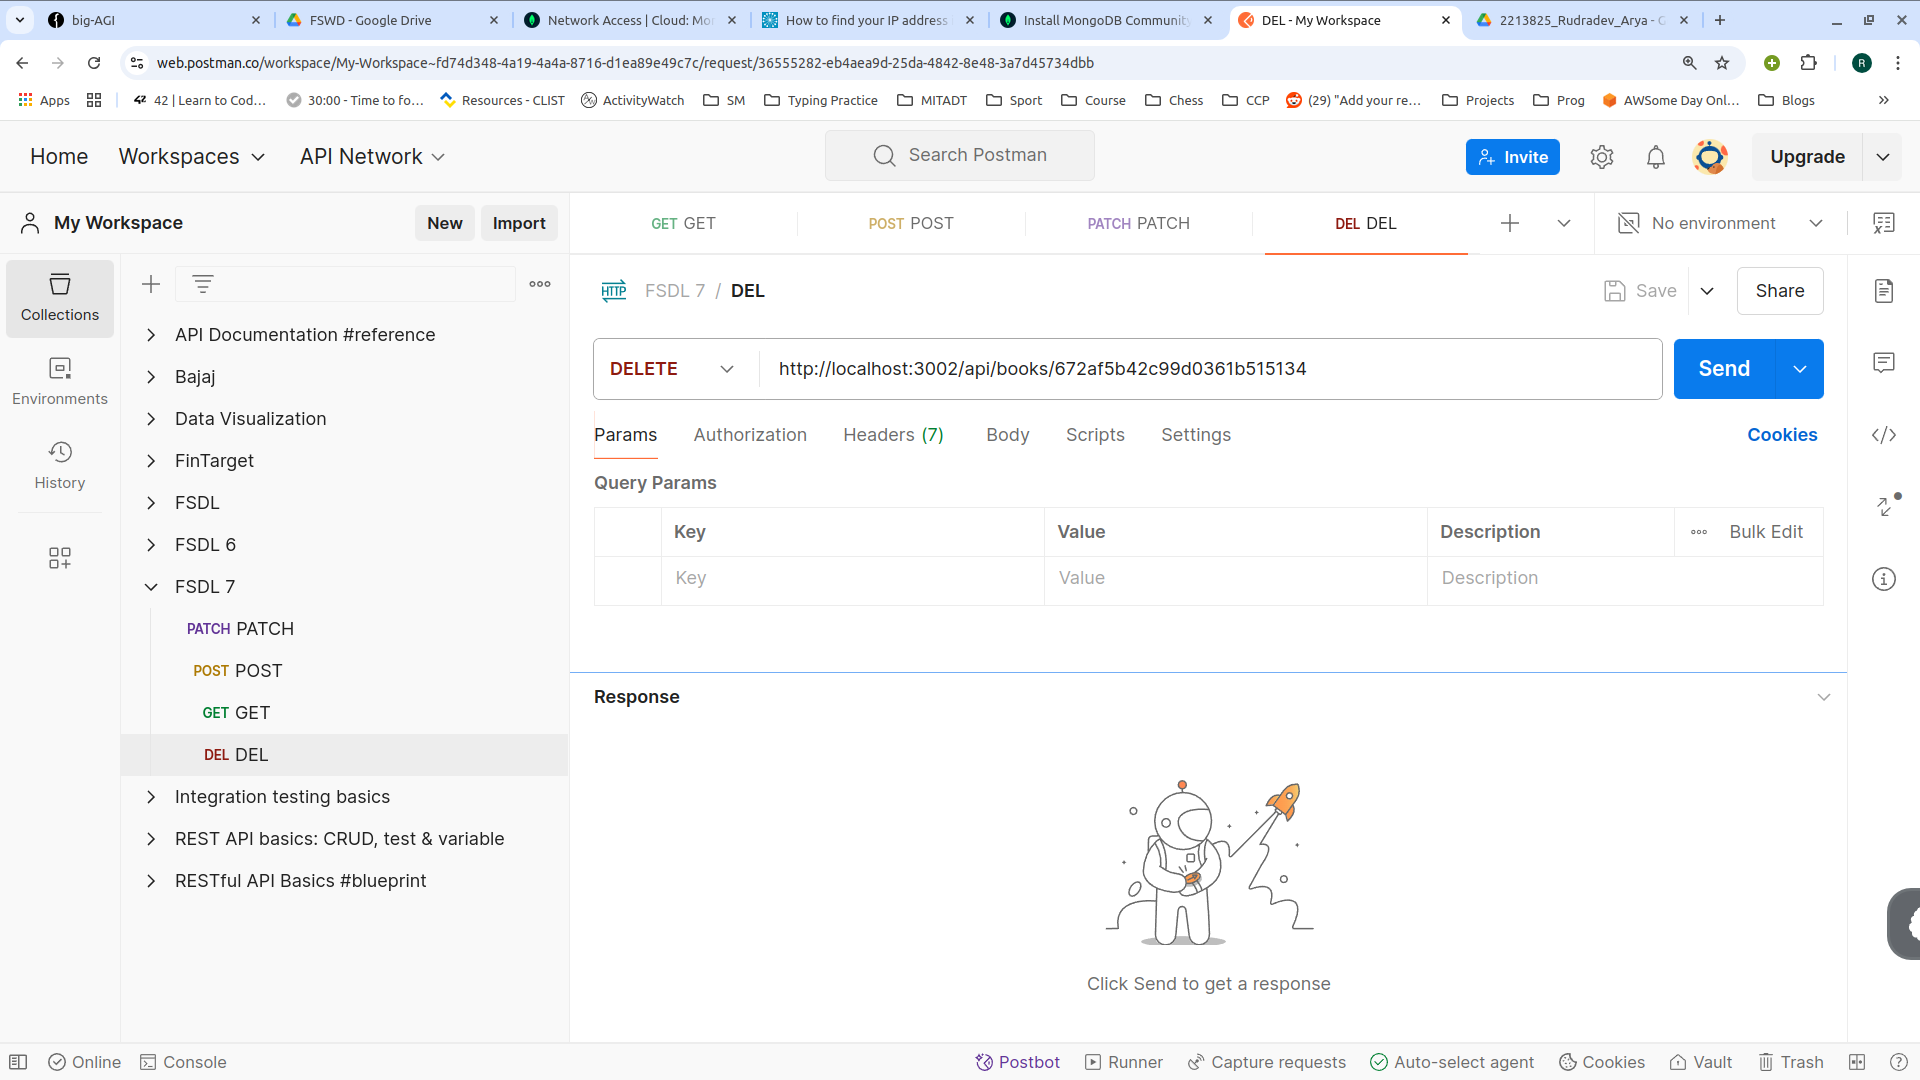 big-AGI
FSWD - Google Drive
Network Access | Cloud: Mon
How to find your IP address
Install MongoDB Community
DEL - My Workspace
2213825_Rudradev_Arya - G
web.postman.co/workspace/My-Workspace~fd74d348-4a19-4a4a-8716-d1ea89e49c7c/request/36555282-eb4aea9d-25da-4842-8e48-3a7d45734dbb
R
Apps
42 | Learn to Cod...
30:00 - Time to fo...
Resources - CLIST
ActivityWatch
SM
Typing Practice
MITADT
Sport
Course
Chess
CCP
(29) "Add your re...
Projects
Prog
AWSome Day Onl...
Blogs
Home
Workspaces
API Network
Search Postman
Invite
Upgrade
My Workspace
New
Import
GET GET
POST POST
PATCH PATCH
DEL DEL
No environment
Collections
Environments
History
API Documentation #reference
Bajaj
Data Visualization
FinTarget
FSDL
FSDL 6
FSDL 7
PATCH PATCH
POST POST
GET GET
DEL DEL
Integration testing basics
REST API basics: CRUD, test & variable
RESTful API Basics #blueprint
HTTP
FSDL 7 / DEL
Save
Share
DELETE
http://localhost:3002/api/books/672af5b42c99d0361b515134
Send
Params
Authorization
Headers (7)
Body
Scripts
Settings
Cookies
Query Params
Key
Value
Description
Bulk Edit
Key
Value
Description
Response
Click Send to get a response
Online
Console
Postbot
Runner
Capture requests
Auto-select agent
Cookies
Vault
Trash